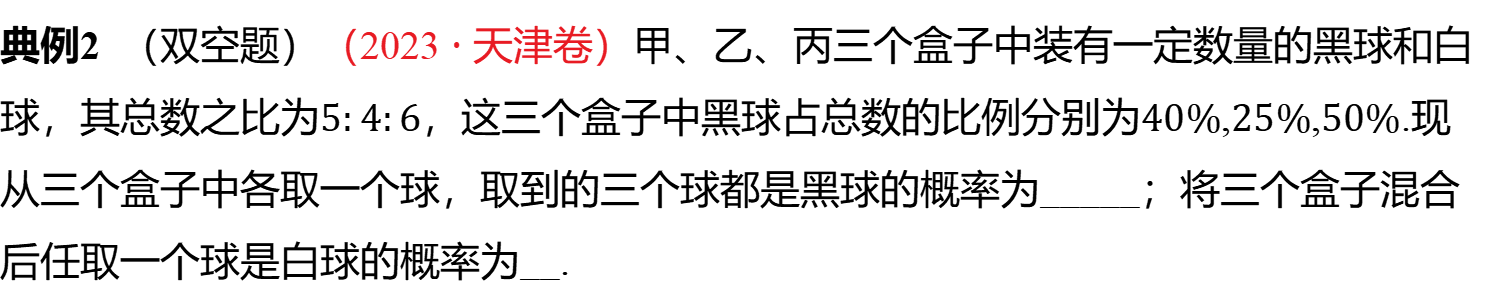 典例2 （双空题）（2023·天津卷）甲、乙、丙三个盒子中装有一定数量的黑球和白
球，其总数之比为5:4:6，这三个盒子中黑球占总数的比例分别为40%,25%,50%.现
从三个盒子中各取一个球，取到的三个球都是黑球的概率为_____；将三个盒子混合
后任取一个球是白球的概率为__.